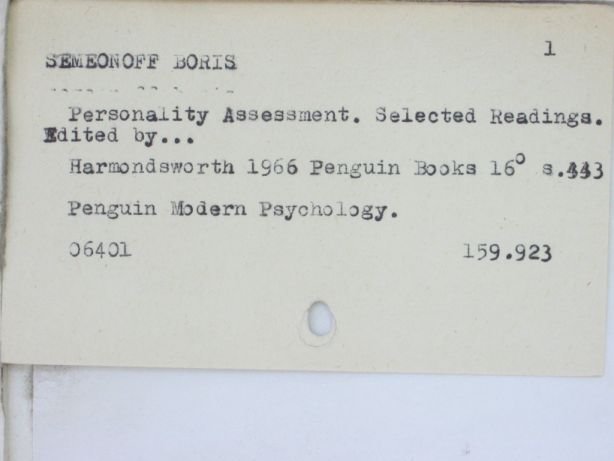 1
SEMEONOFF BORIS
Personality Assessment. Selected Readings.
Edited by...
Harmondsworth 1966 Penguin Books 16° s.443
Penguin Modern Psychology.
06401 159.923